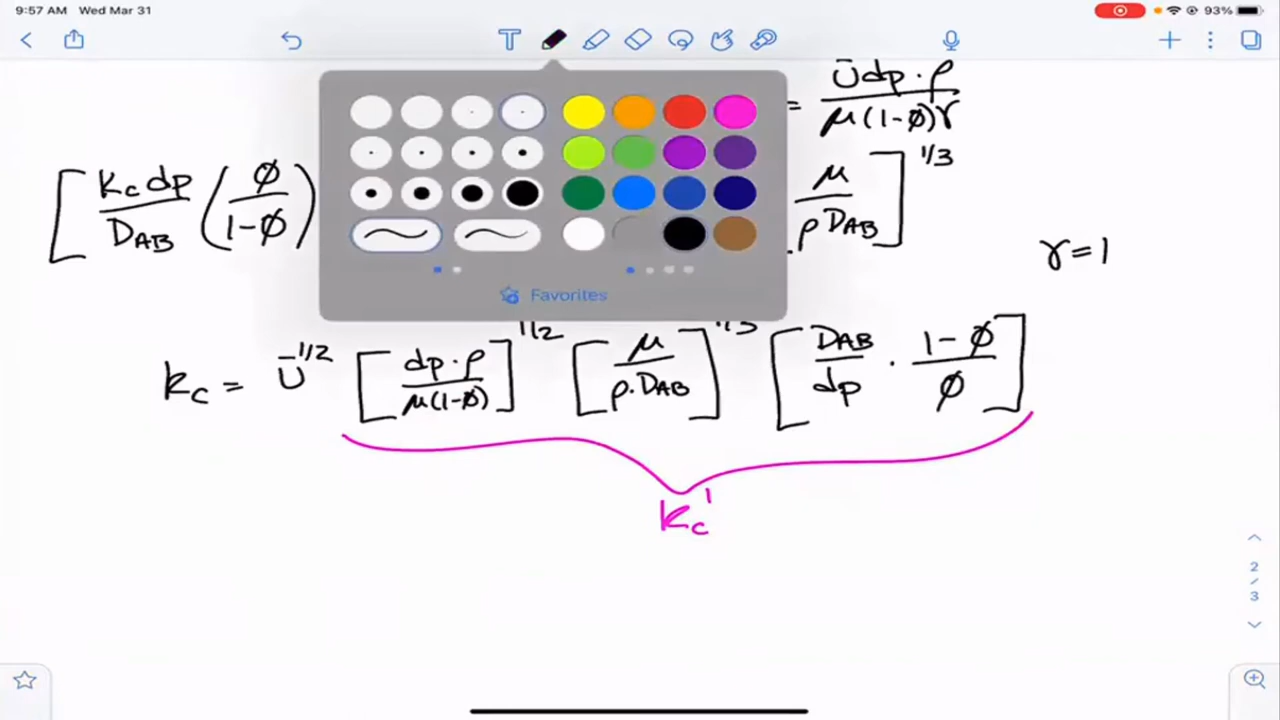 9:57 AM Wed Mar 31 93%
T
= Ūdp·ρ / μ(1-ø)γ
[ Kc dp / DAB ( ø / 1-ø ) μ / ρ DAB ] 1/3
γ=1
Favorites
kc = Ū 1/2 [ dp·ρ / μ(1-ø) ] 1/2 [ μ / ρ·DAB ] 1/3 [ DAB / dp · 1-ø / ø ]
kc'
2
/
3